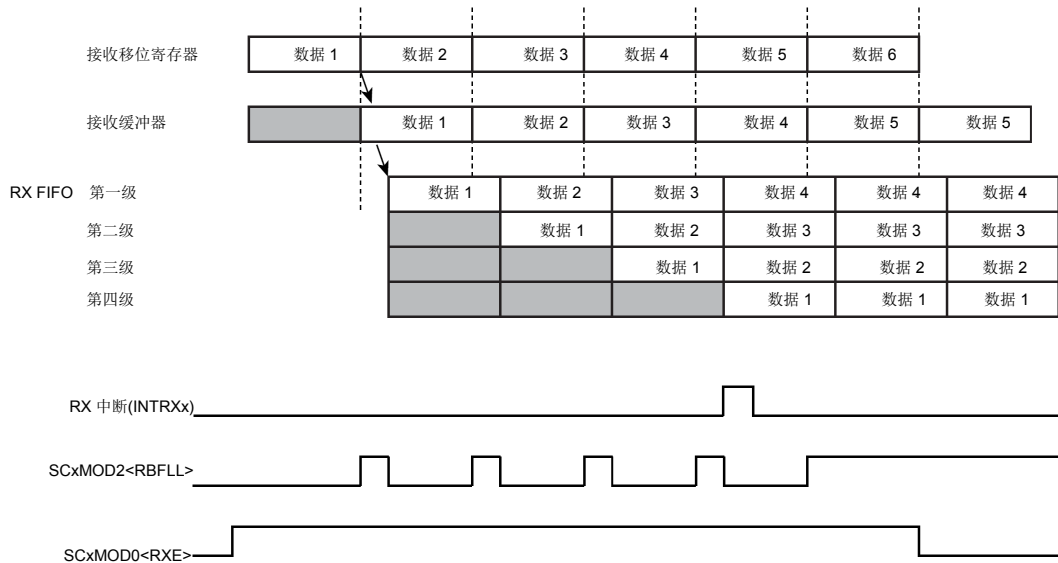 接收移位寄存器 数据 1 数据 2 数据 3 数据 4 数据 5 数据 6
接收缓冲器 数据 1 数据 2 数据 3 数据 4 数据 5 数据 5
RX FIFO 第一级 数据 1 数据 2 数据 3 数据 4 数据 4 数据 4
第二级 数据 1 数据 2 数据 3 数据 3 数据 3
第三级 数据 1 数据 2 数据 2 数据 2
第四级 数据 1 数据 1 数据 1
RX 中断(INTRXx)
SCxMOD2<RBFLL>
SCxMOD0<RXE>